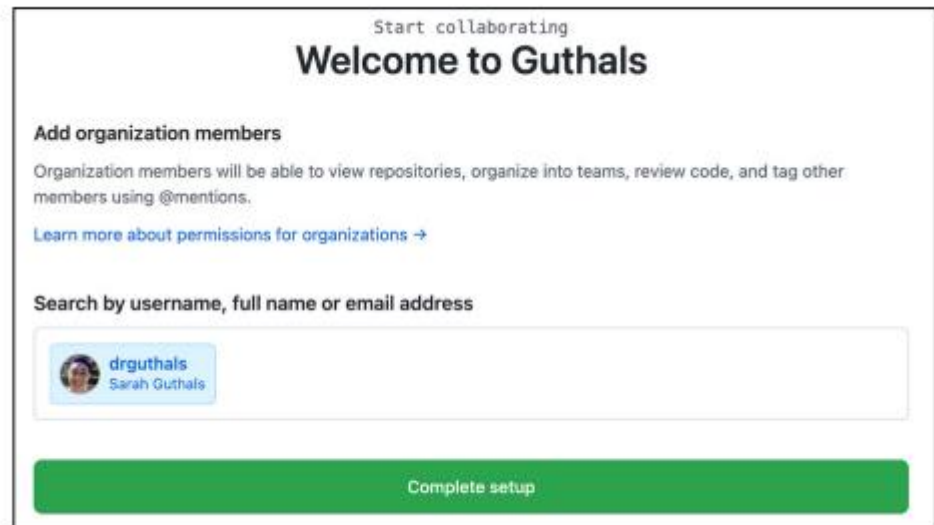 Start collaborating
Welcome to Guthals
Add organization members
Organization members will be able to view repositories, organize into teams, review code, and tag other
members using @mentions.
Learn more about permissions for organizations →
Search by username, full name or email address
drguthals
Sarah Guthals
Complete setup